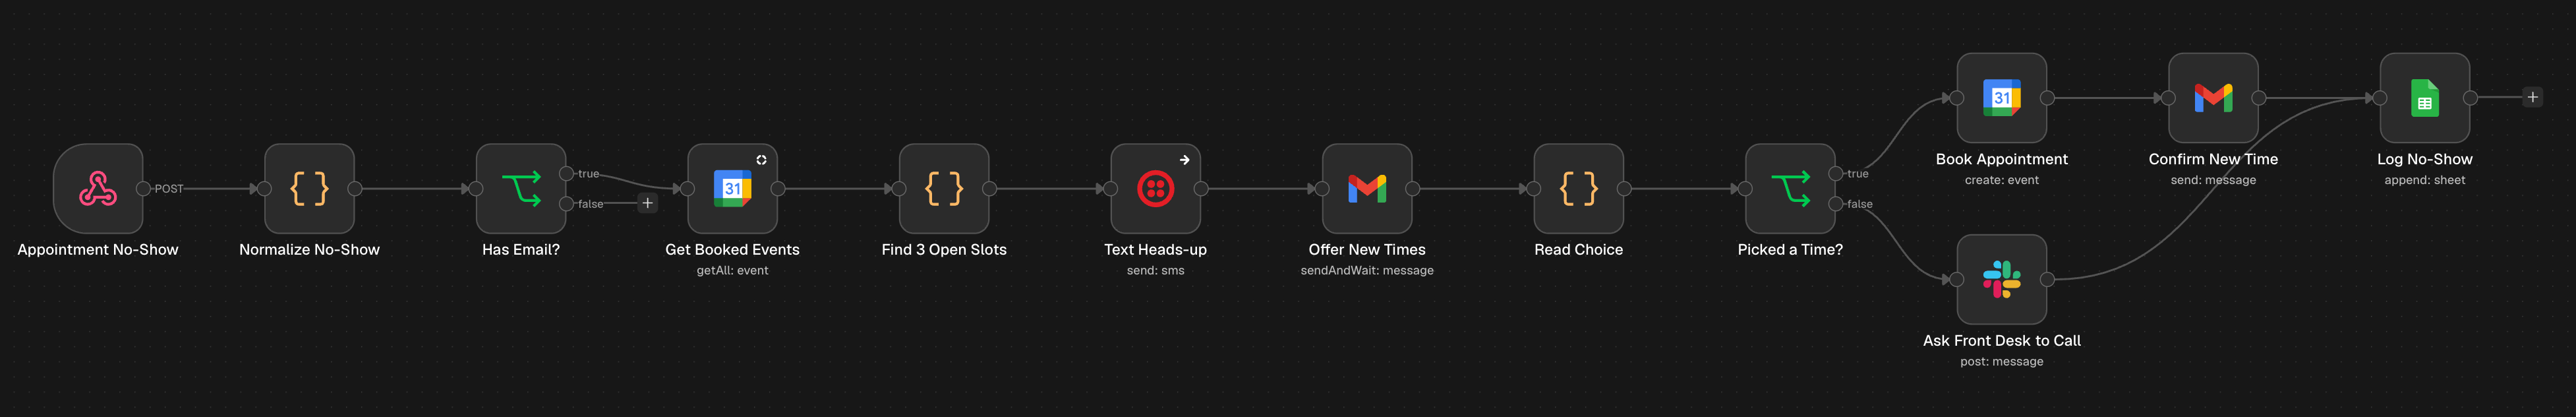 Appointment No-Show
POST
Normalize No-Show
Has Email?
true
false
31
Get Booked Events
getAll: event
Find 3 Open Slots
Text Heads-up
send: sms
Offer New Times
sendAndWait: message
Read Choice
Picked a Time?
true
false
31
Book Appointment
create: event
Confirm New Time
send: message
Log No-Show
append: sheet
Ask Front Desk to Call
post: message